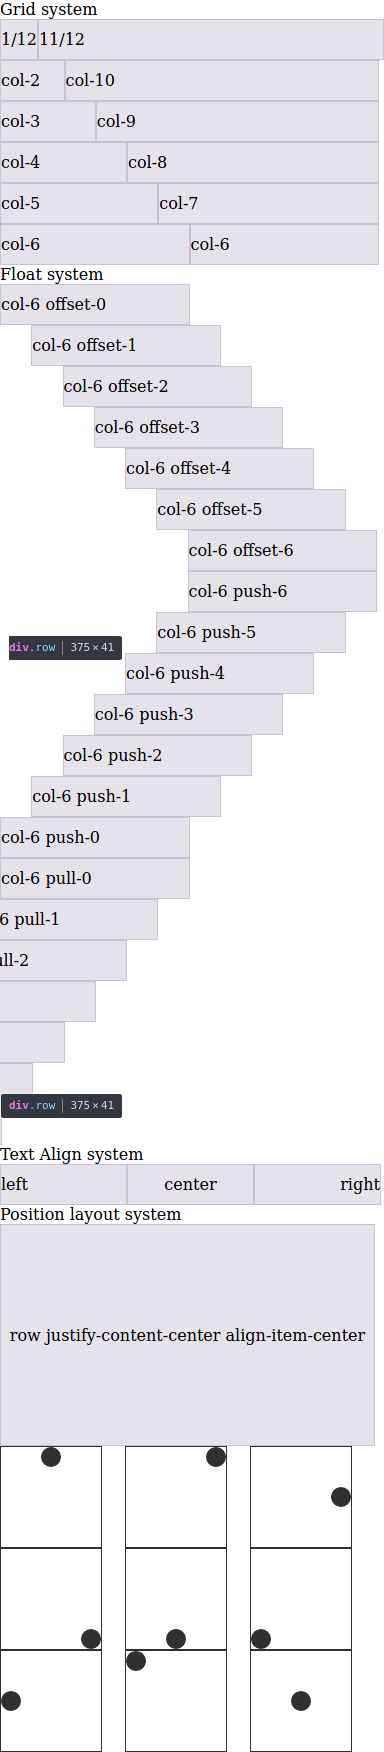 Grid system
1/12 11/12
col-2 col-10
col-3 col-9
col-4 col-8
col-5 col-7
col-6 col-6
Float system
col-6 offset-0
col-6 offset-1
col-6 offset-2
col-6 offset-3
col-6 offset-4
col-6 offset-5
col-6 offset-6
col-6 push-6
col-6 push-5
div.row | 375 × 41
col-6 push-4
col-6 push-3
col-6 push-2
col-6 push-1
col-6 push-0
col-6 pull-0
6 pull-1
ull-2
div.row | 375 × 41
Text Align system
left center right
Position layout system
row justify-content-center align-item-center